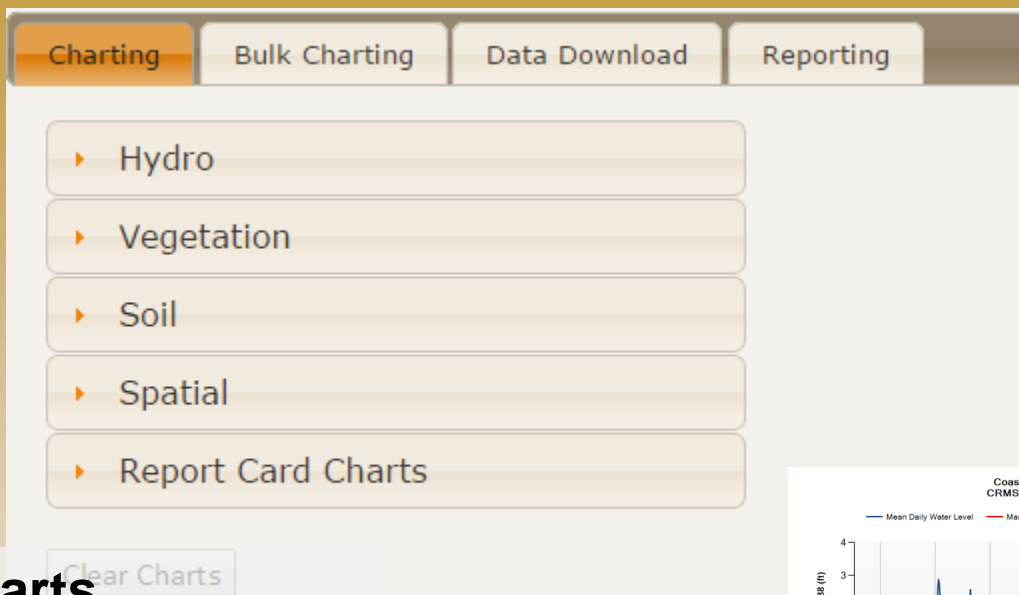 Charting Bulk Charting Data Download Reporting
Hydro
Vegetation
Soil
Spatial
Report Card Charts
Clear Charts
CRMS
Mean Daily Water Level
4
3